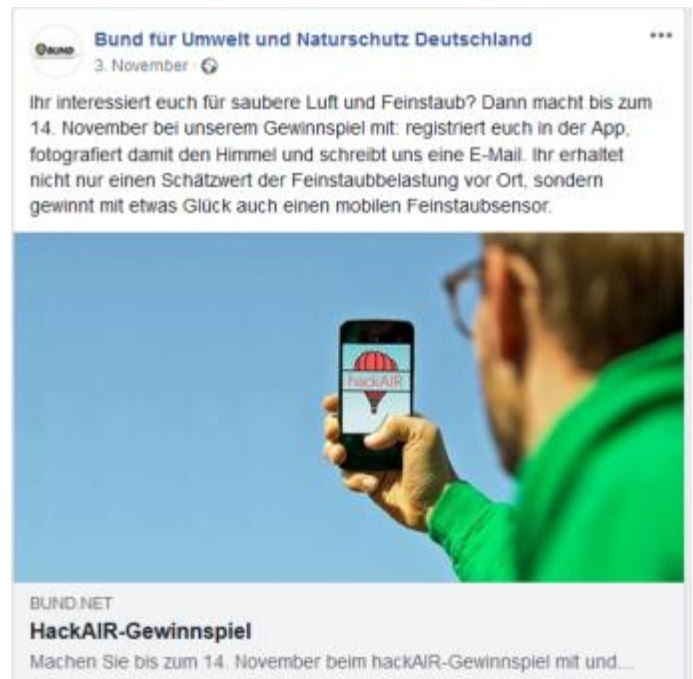 BUND
Bund für Umwelt und Naturschutz Deutschland
3. November
Ihr interessiert euch für saubere Luft und Feinstaub? Dann macht bis zum
14. November bei unserem Gewinnspiel mit: registriert euch in der App,
fotografiert damit den Himmel und schreibt uns eine E-Mail. Ihr erhaltet
nicht nur einen Schätzwert der Feinstaubbelastung vor Ort, sondern
gewinnt mit etwas Glück auch einen mobilen Feinstaubsensor.
hackAIR
BUND.NET
HackAIR-Gewinnspiel
Machen Sie bis zum 14. November beim hackAIR-Gewinnspiel mit und...